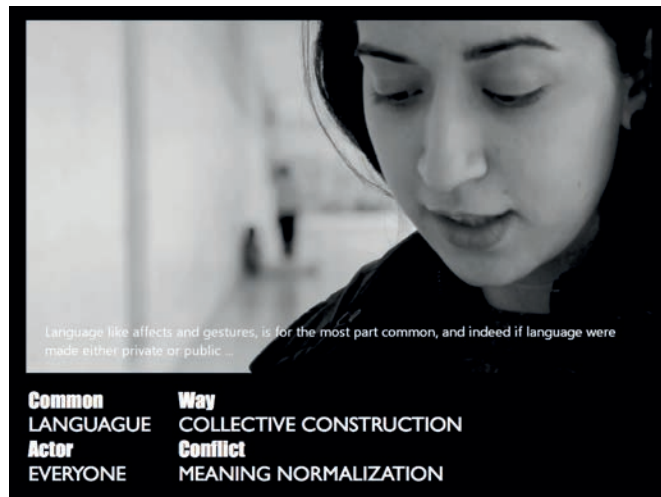 Language like affects and gestures, is for the most part common, and indeed if language were
made either private or public ...
Common Way
LANGUAGUE COLLECTIVE CONSTRUCTION
Actor Conflict
EVERYONE MEANING NORMALIZATION